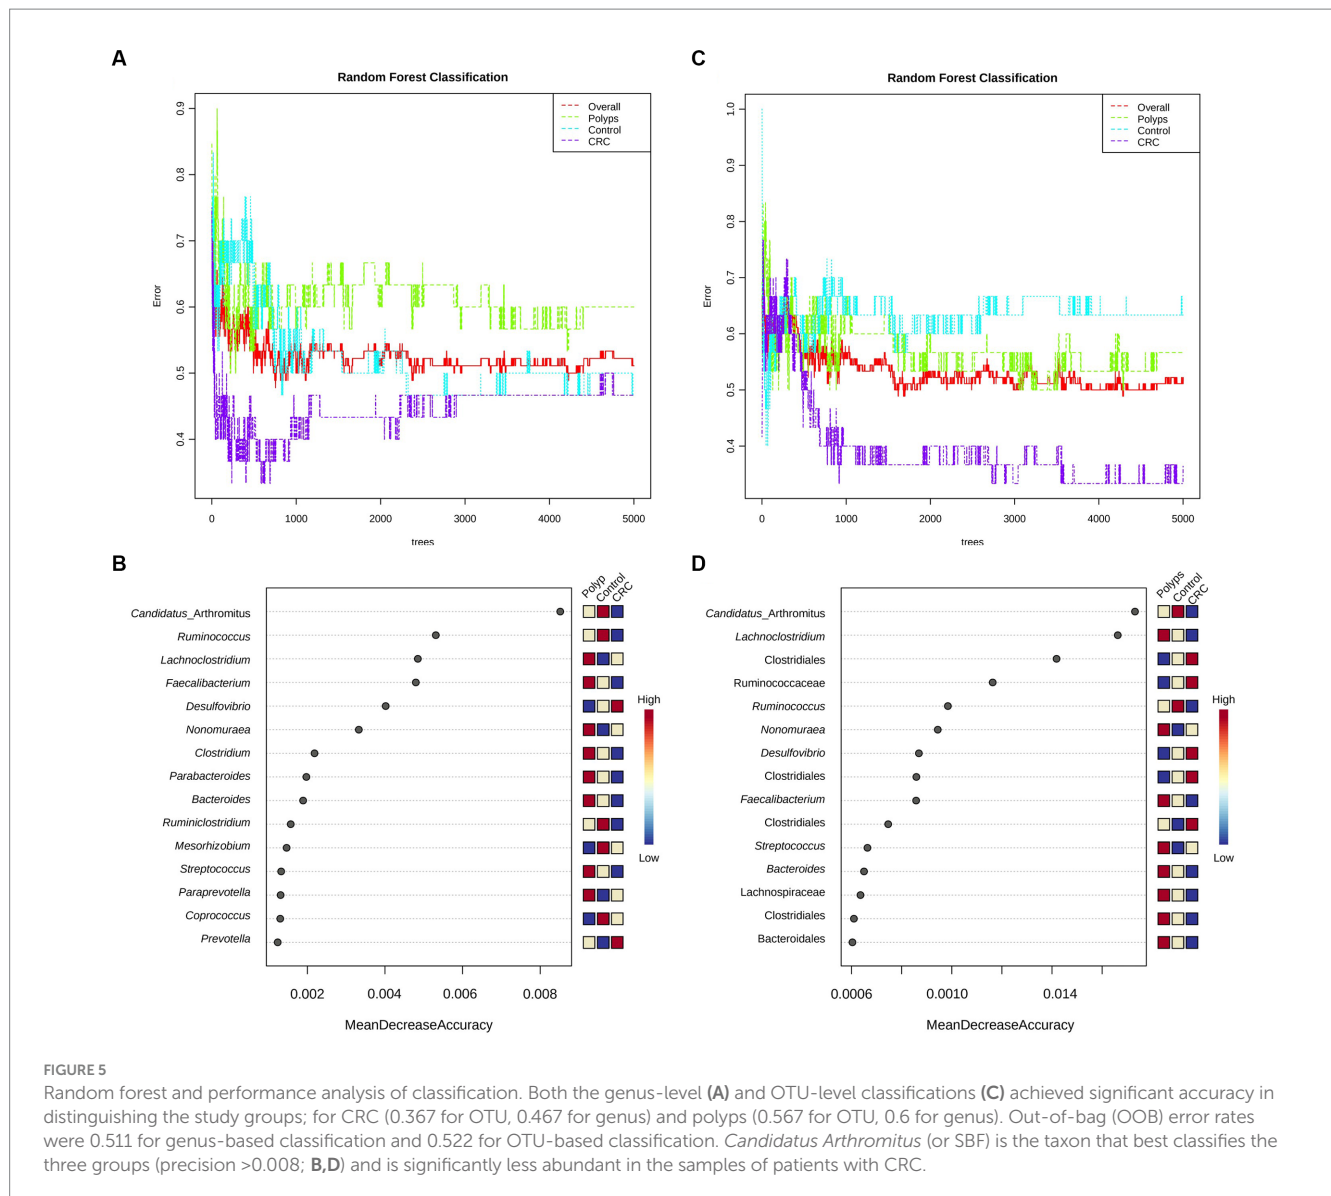 A
Random Forest Classification
Overall
Polyps
Control
CRC
0.9
0.8
0.7
0.6
0.5
0.4
Error
0 1000 2000 3000 4000 5000
trees
C
Random Forest Classification
Overall
Polyps
Control
CRC
1.0
0.9
0.8
0.7
0.6
0.5
0.4
Error
0 1000 2000 3000 4000 5000
trees
B
Polyp Control CRC
Candidatus_Arthromitus
Ruminococcus
Lachnoclostridium
Faecalibacterium
Desulfovibrio
Nonomuraea
Clostridium
Parabacteroides
Bacteroides
Ruminiclostridium
Mesorhizobium
Streptococcus
Paraprevotella
Coprococcus
Prevotella
High
Low
0.002 0.004 0.006 0.008
MeanDecreaseAccuracy
D
Polyps Control CRC
Candidatus_Arthromitus
Lachnoclostridium
Clostridiales
Ruminococcaceae
Ruminococcus
Nonomuraea
Desulfovibrio
Clostridiales
Faecalibacterium
Clostridiales
Streptococcus
Bacteroides
Lachnospiraceae
Clostridiales
Bacteroidales
High
Low
0.0006 0.0010 0.014
MeanDecreaseAccuracy
FIGURE 5
Random forest and performance analysis of classification. Both the genus-level (A) and OTU-level classifications (C) achieved significant accuracy in
distinguishing the study groups; for CRC (0.367 for OTU, 0.467 for genus) and polyps (0.567 for OTU, 0.6 for genus). Out-of-bag (OOB) error rates
were 0.511 for genus-based classification and 0.522 for OTU-based classification. Candidatus Arthromitus (or SBF) is the taxon that best classifies the
three groups (precision >0.008; B,D) and is significantly less abundant in the samples of patients with CRC.